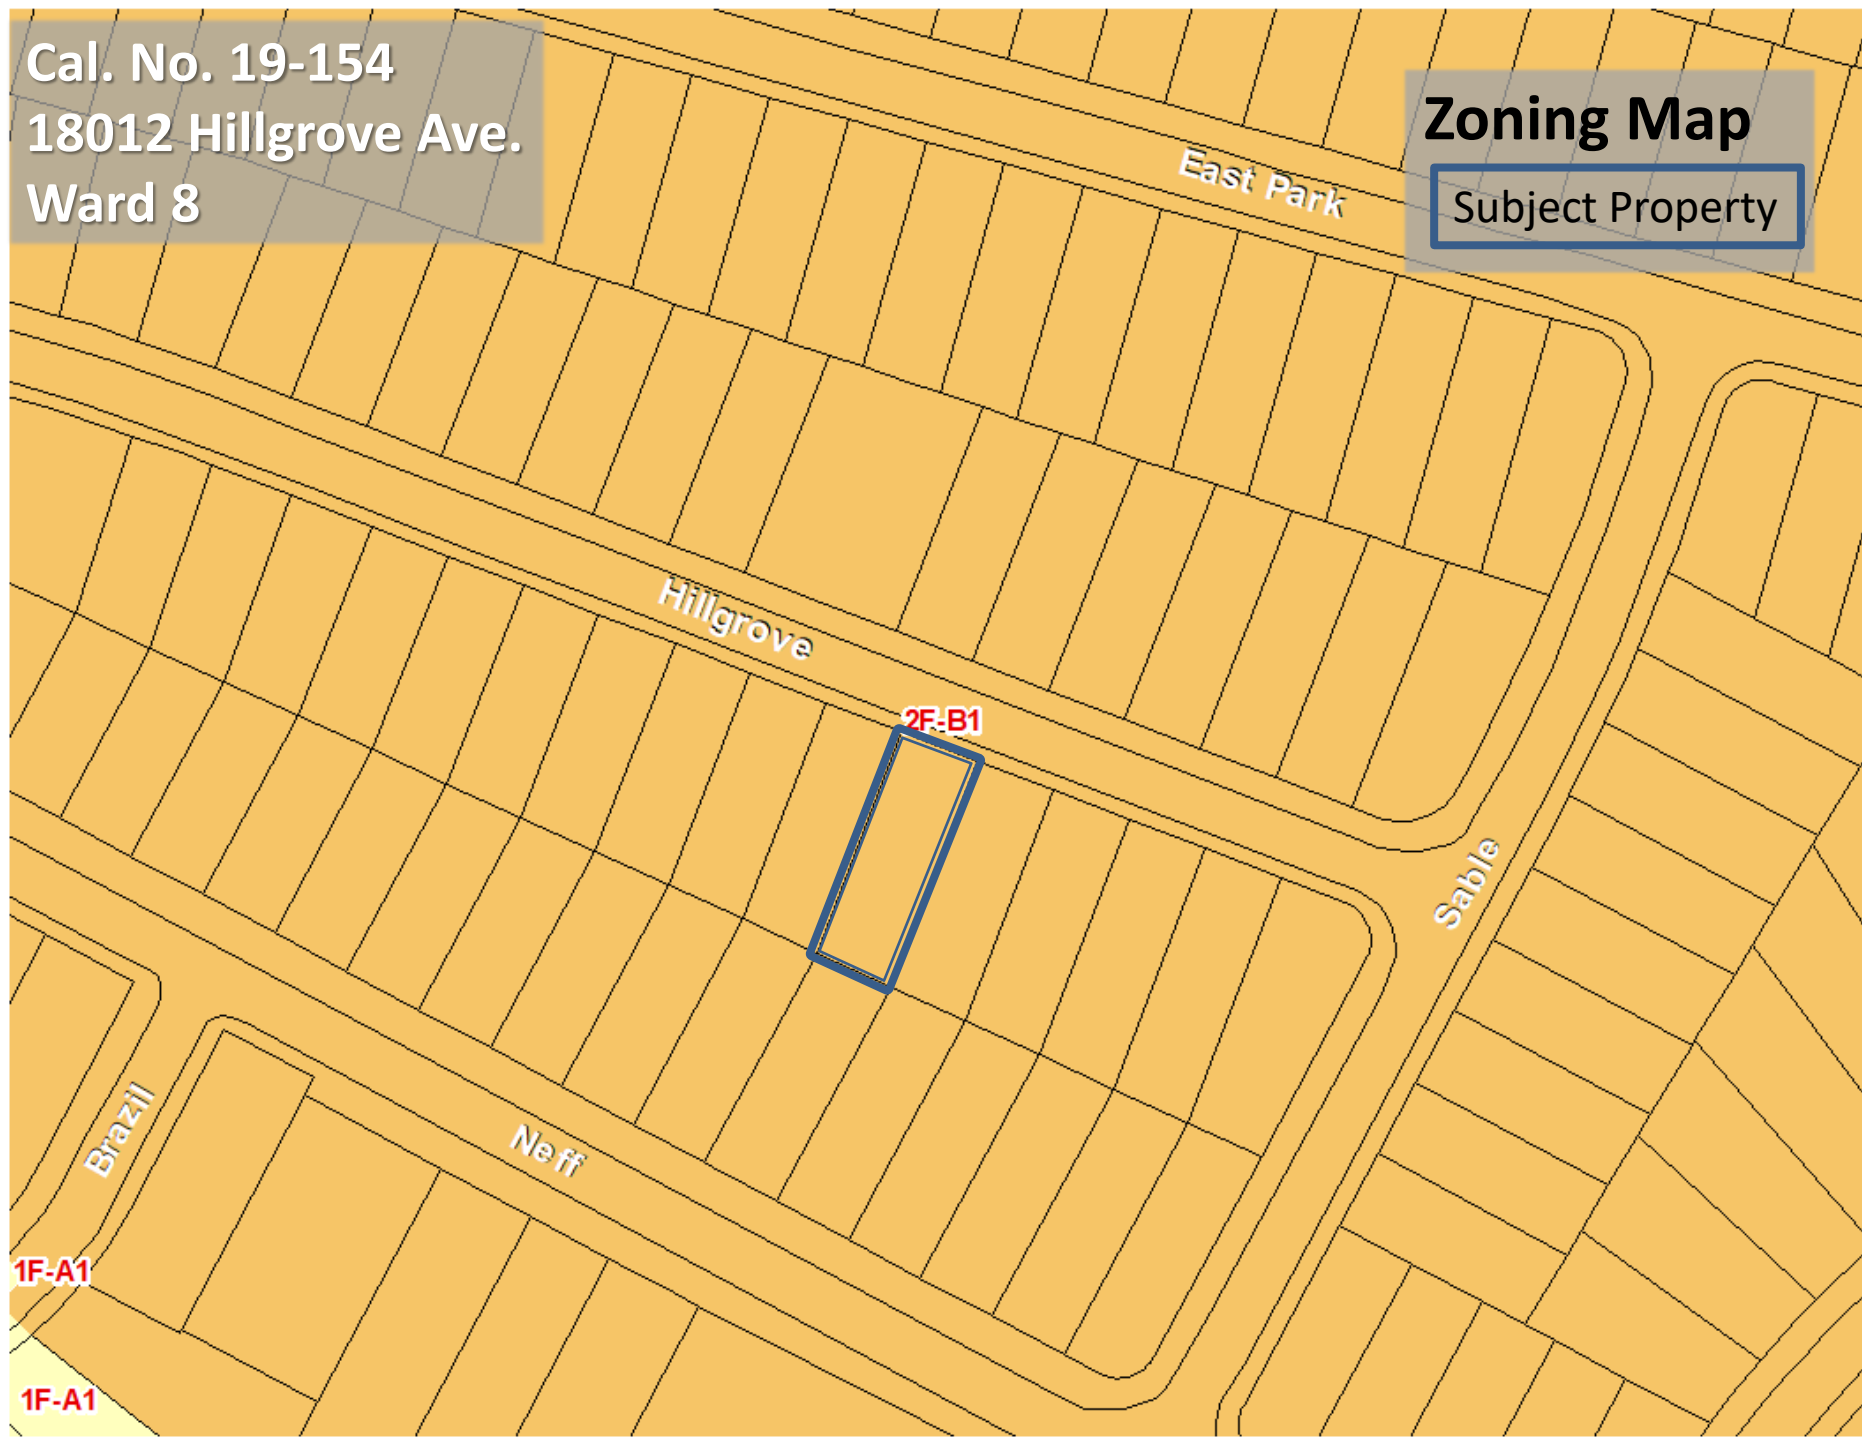 Cal. No. 19-154
18012 Hillgrove Ave.
Ward 8
Zoning Map
Subject Property
East Park
Hillgrove
2F-B1
Sable
Brazil
Neff
1F-A1
1F-A1